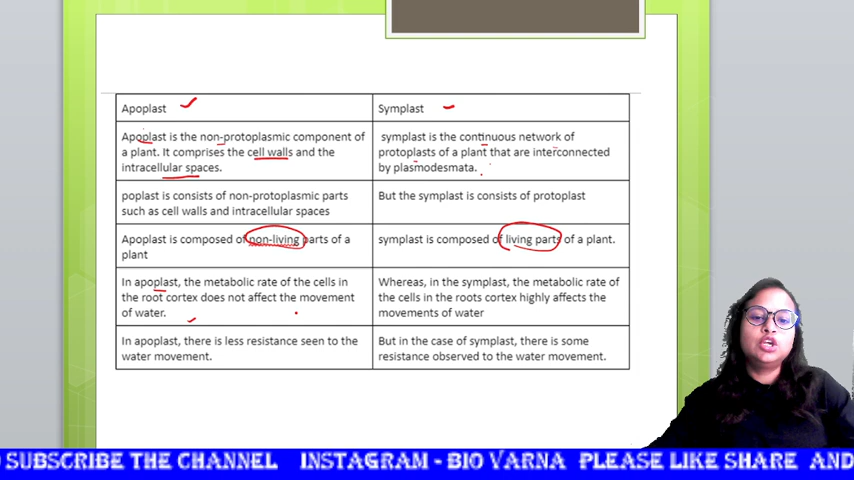 Apoplast
Symplast
Apoplast is the non-protoplasmic component of
a plant. It comprises the cell walls and the
intracellular spaces.
symplast is the continuous network of
protoplasts of a plant that are interconnected
by plasmodesmata.
poplast is consists of non-protoplasmic parts
such as cell walls and intracellular spaces
But the symplast is consists of protoplast
Apoplast is composed of non-living parts of a
plant
symplast is composed of living parts of a plant.
In apoplast, the metabolic rate of the cells in
the root cortex does not affect the movement
of water.
Whereas, in the symplast, the metabolic rate of
the cells in the roots cortex highly affects the
movements of water
In apoplast, there is less resistance seen to the
water movement.
But in the case of symplast, there is some
resistance observed to the water movement.
SUBSCRIBE THE CHANNEL INSTAGRAM - BIO VARNA PLEASE LIKE SHARE AND